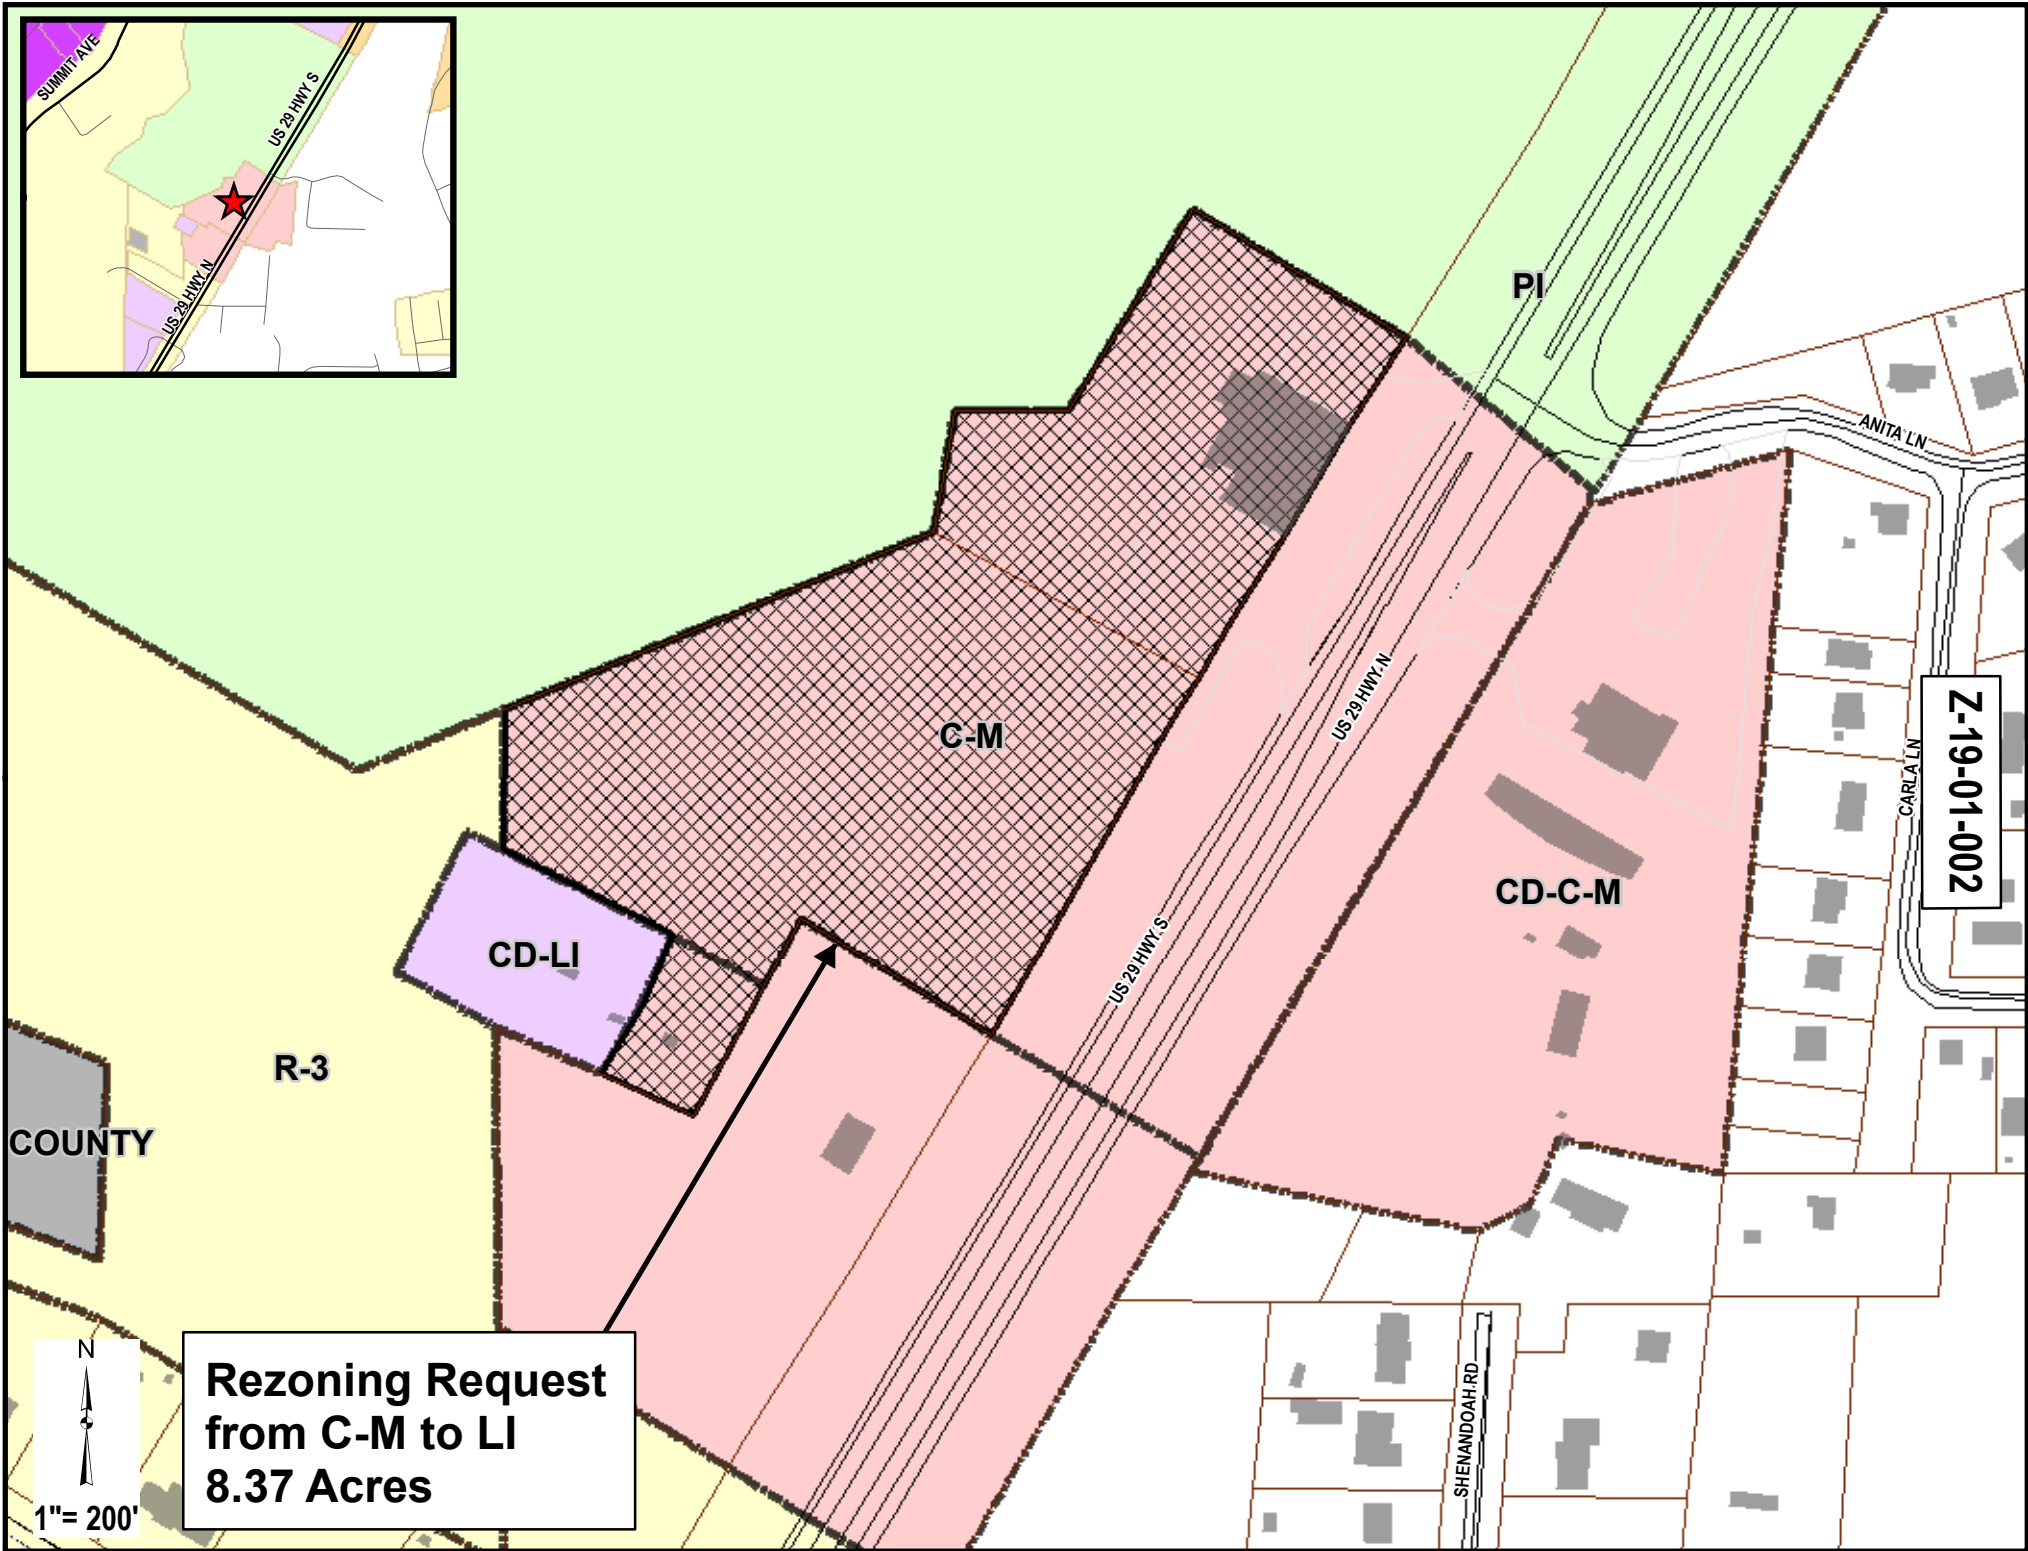 SUMMIT AVE
US 29 HWY S
US 29 HWY N
PI
ANITA LN
C-M
US 29 HWY N
CARLA LN
Z-19-01-002
CD-C-M
US 29 HWY S
CD-LI
R-3
COUNTY
SHENANDOAH RD
N
1"= 200'
Rezoning Request
from C-M to LI
8.37 Acres